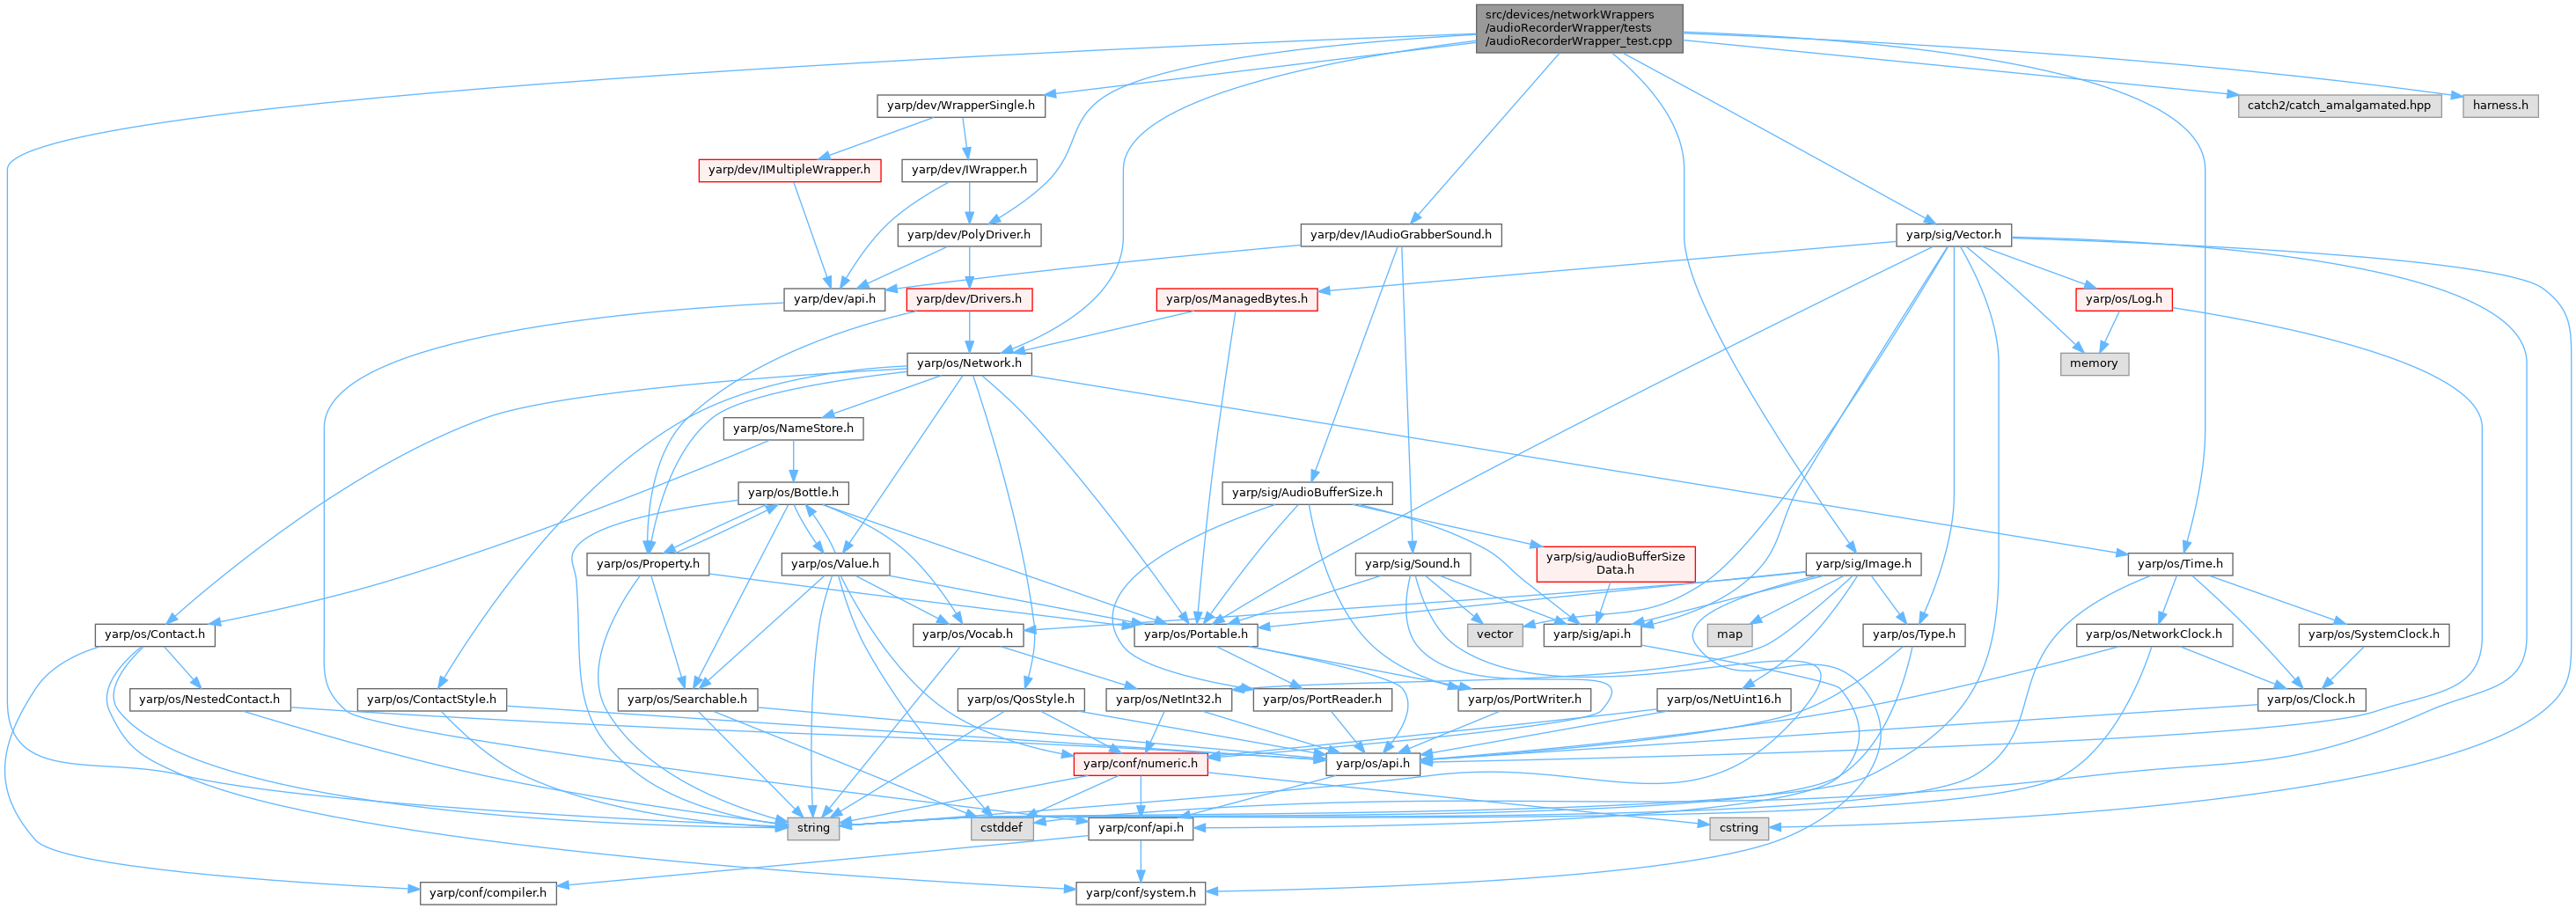 src/devices/networkWrappers
/audioRecorderWrapper/tests
/audioRecorderWrapper_test.cpp
yarp/dev/WrapperSingle.h
catch2/catch_amalgamated.hpp
harness.h
yarp/dev/IMultipleWrapper.h
yarp/dev/IWrapper.h
yarp/dev/PolyDriver.h
yarp/dev/IAudioGrabberSound.h
yarp/sig/Vector.h
yarp/dev/api.h
yarp/dev/Drivers.h
yarp/os/ManagedBytes.h
yarp/os/Log.h
yarp/os/Network.h
memory
yarp/os/NameStore.h
yarp/os/Bottle.h
yarp/sig/AudioBufferSize.h
yarp/os/Property.h
yarp/os/Value.h
yarp/sig/Sound.h
yarp/sig/audioBufferSize
Data.h
yarp/sig/Image.h
yarp/os/Time.h
yarp/os/Contact.h
yarp/os/Vocab.h
yarp/os/Portable.h
vector
yarp/sig/api.h
map
yarp/os/Type.h
yarp/os/NetworkClock.h
yarp/os/SystemClock.h
yarp/os/NestedContact.h
yarp/os/ContactStyle.h
yarp/os/Searchable.h
yarp/os/QosStyle.h
yarp/os/NetInt32.h
yarp/os/PortReader.h
yarp/os/PortWriter.h
yarp/os/NetUint16.h
yarp/os/Clock.h
yarp/conf/numeric.h
yarp/os/api.h
string
cstddef
yarp/conf/api.h
cstring
yarp/conf/compiler.h
yarp/conf/system.h